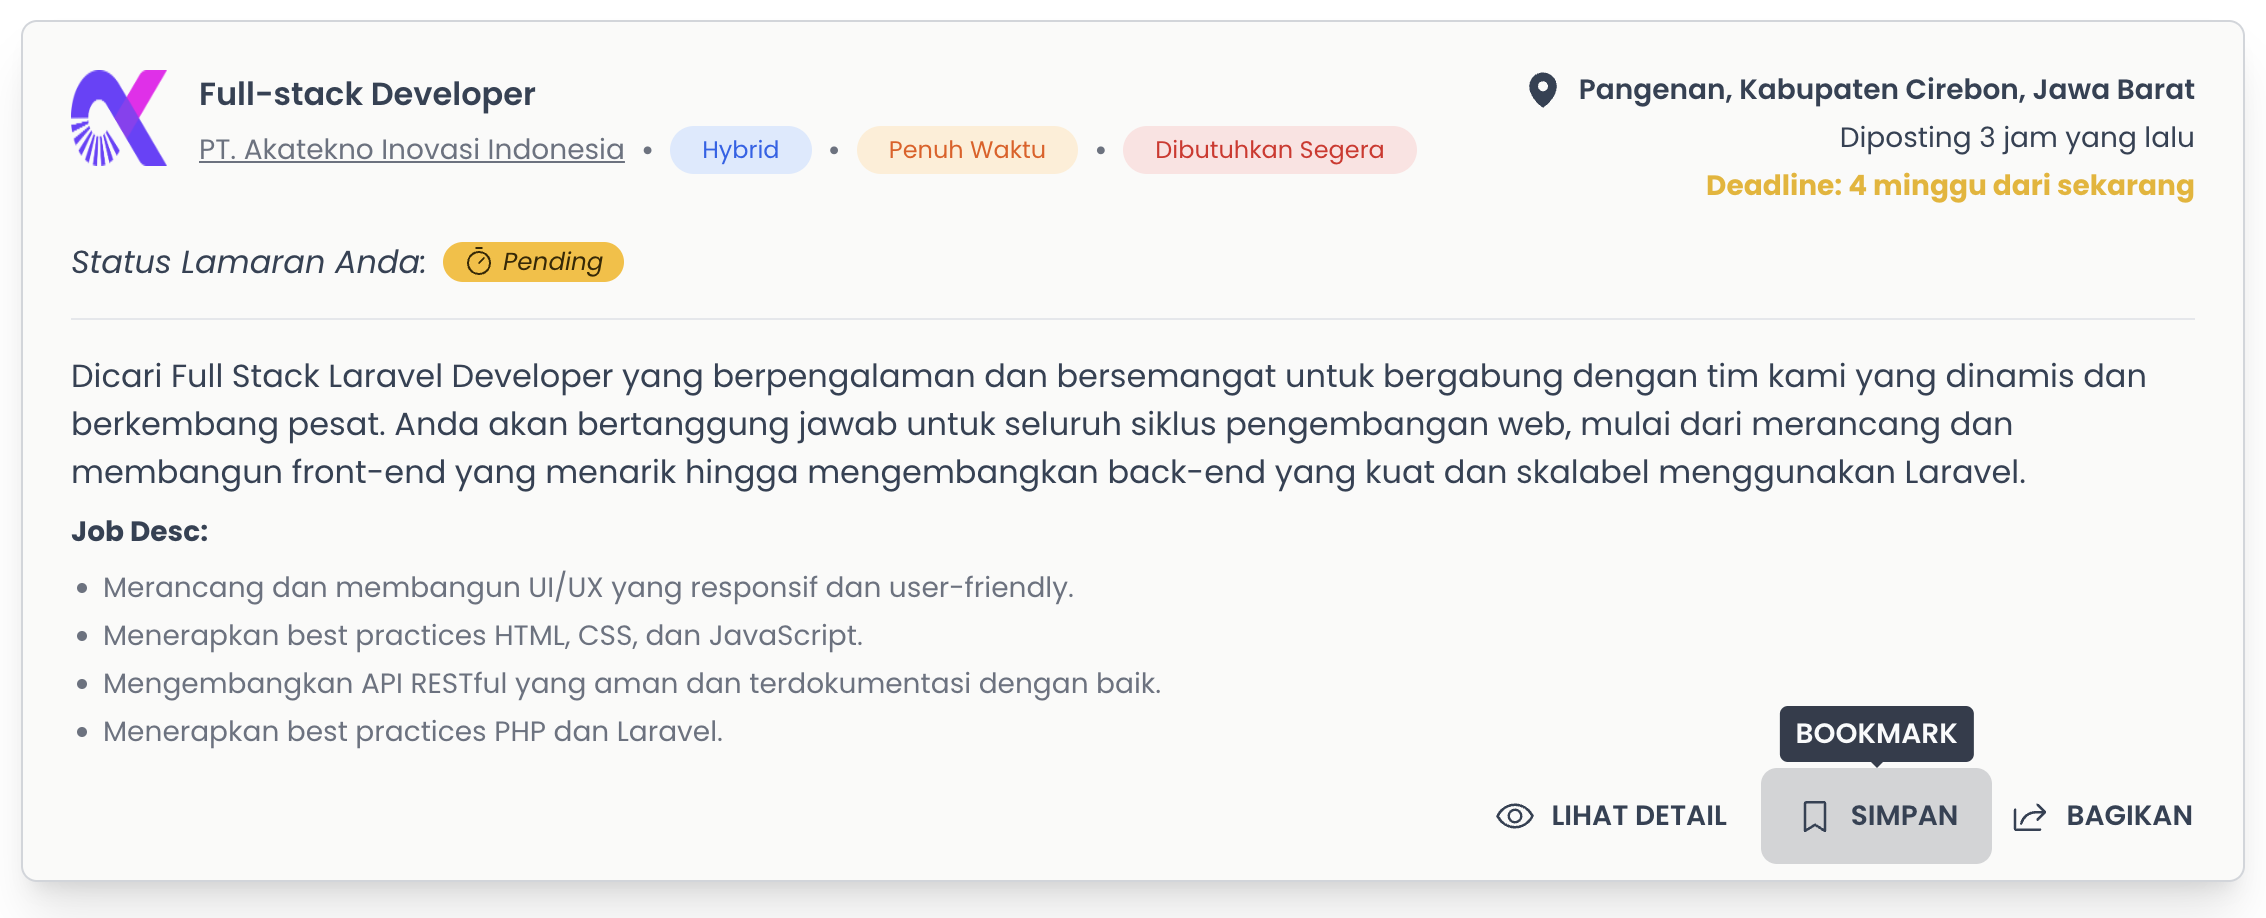 Full-stack Developer
PT. Akatekno Inovasi Indonesia • Hybrid • Penuh Waktu • Dibutuhkan Segera
Pangenan, Kabupaten Cirebon, Jawa Barat
Diposting 3 jam yang lalu
Deadline: 4 minggu dari sekarang
Status Lamaran Anda: Pending
Dicari Full Stack Laravel Developer yang berpengalaman dan bersemangat untuk bergabung dengan tim kami yang dinamis dan
berkembang pesat. Anda akan bertanggung jawab untuk seluruh siklus pengembangan web, mulai dari merancang dan
membangun front-end yang menarik hingga mengembangkan back-end yang kuat dan skalabel menggunakan Laravel.
Job Desc:
• Merancang dan membangun UI/UX yang responsif dan user-friendly.
• Menerapkan best practices HTML, CSS, dan JavaScript.
• Mengembangkan API RESTful yang aman dan terdokumentasi dengan baik.
• Menerapkan best practices PHP dan Laravel.
BOOKMARK
LIHAT DETAIL SIMPAN BAGIKAN